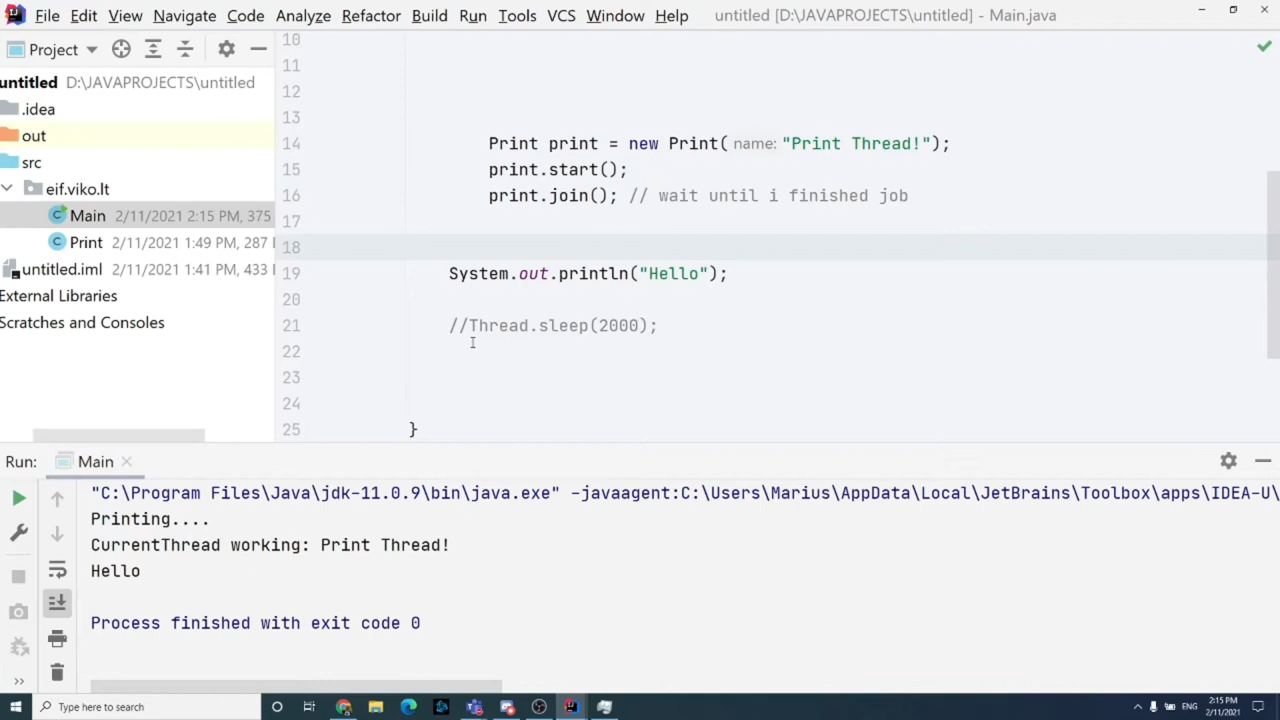 File Edit View Navigate Code Analyze Refactor Build Run Tools VCS Window Help untitled [D:\JAVAPROJECTS\untitled] - Main.java
Project
untitled D:\JAVAPROJECTS\untitled
.idea
out
src
eif.viko.lt
Main 2/11/2021 2:15 PM, 375
Print 2/11/2021 1:49 PM, 287
untitled.iml 2/11/2021 1:41 PM, 433
External Libraries
Scratches and Consoles
10
11
12
13
14 Print print = new Print( name: "Print Thread!");
15 print.start();
16 print.join(); // wait until i finished job
17
18
19 System.out.println("Hello");
20
21 //Thread.sleep(2000);
22
23
24
25 }
Run: Main
"C:\Program Files\Java\jdk-11.0.9\bin\java.exe" -javaagent:C:\Users\Marius\AppData\Local\JetBrains\Toolbox\apps\IDEA-U\
Printing....
CurrentThread working: Print Thread!
Hello
Process finished with exit code 0
Type here to search
ENG
2:15 PM
2/11/2021